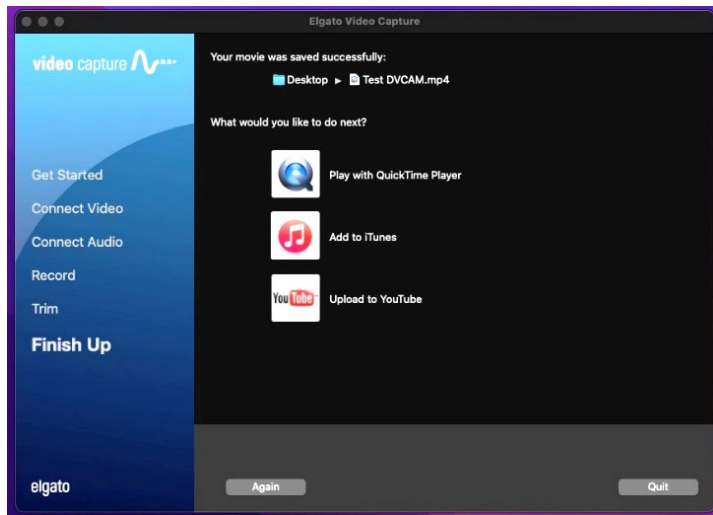 Elgato Video Capture
video capture
Get Started
Connect Video
Connect Audio
Record
Trim
Finish Up
elgato
Your movie was saved successfully:
Desktop ▸ Test DVCAM.mp4
What would you like to do next?
Play with QuickTime Player
Add to iTunes
YouTube
Upload to YouTube
Again
Quit